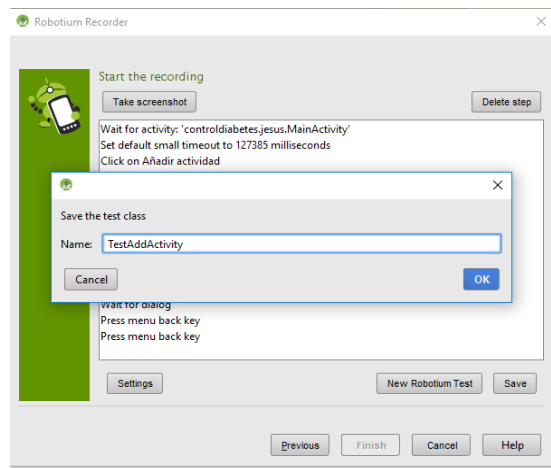 Robotium Recorder
Start the recording
Take screenshot
Delete step
Wait for activity: 'controldiabetes.jesus.MainActivity'
Set default small timeout to 127385 milliseconds
Click on Añadir actividad
Save the test class
Name:
TestAddActivity
Cancel
OK
Wait for dialog
Press menu back key
Press menu back key
Settings
New Robotium Test
Save
Previous
Finish
Cancel
Help